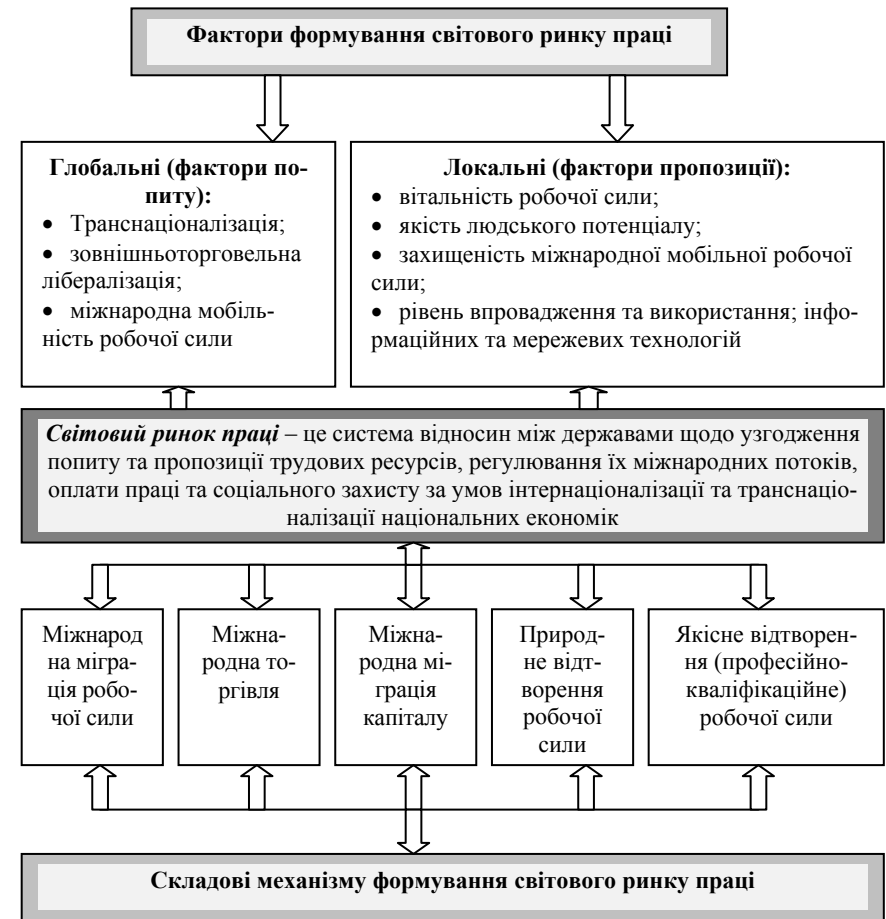 Фактори формування світового ринку праці
Глобальні (фактори по-
питу):
• Транснаціоналізація;
• зовнішньоторговельна
лібералізація;
• міжнародна мобіль-
ність робочої сили
Локальні (фактори пропозиції):
• вітальність робочої сили;
• якість людського потенціалу;
• захищеність міжнародної мобільної робочої
сили;
• рівень впровадження та використання; інфо-
рмаційних та мережевих технологій
Світовий ринок праці – це система відносин між державами щодо узгодження
попиту та пропозиції трудових ресурсів, регулювання їх міжнародних потоків,
оплати праці та соціального захисту за умов інтернаціоналізації та транснаціо-
налізації національних економік
Міжнарод
на мігра-
ція робо-
чої сили
Міжна-
родна то-
ргівля
Міжна-
родна мі-
грація
капіталу
Природ-
не відт-
ворення
робочої
сили
Якісне відтворен-
ня (професійно-
кваліфікаційне)
робочої сили
Складові механізму формування світового ринку праці